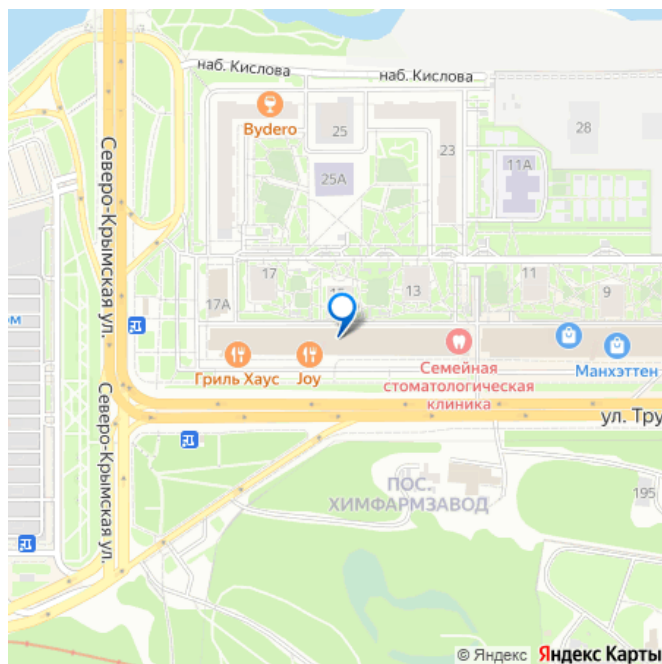 наб. Кислова
наб. Кислова
Bydero
25
28
23
11А
25А
Северо-Крымская ул.
17
13
11
9
17А
ом
Гриль Хаус
Joy
Семейная
стоматологическая
клиника
Манхэттен
ул. Тру
Северо-Крымская ул.
ПОС.
ХИМФАРМЗАВОД
195
© Яндекс Яндекс Карты